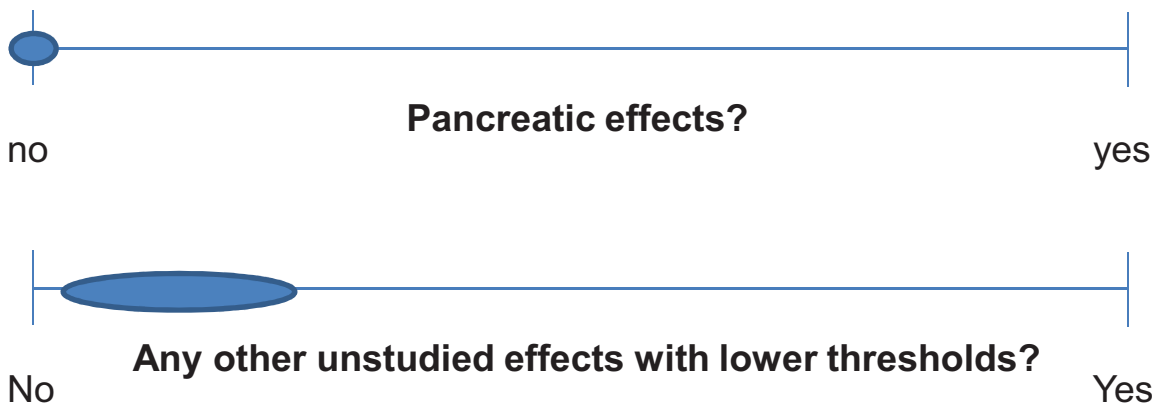 Pancreatic effects?
no
yes
Any other unstudied effects with lower thresholds?
No
Yes